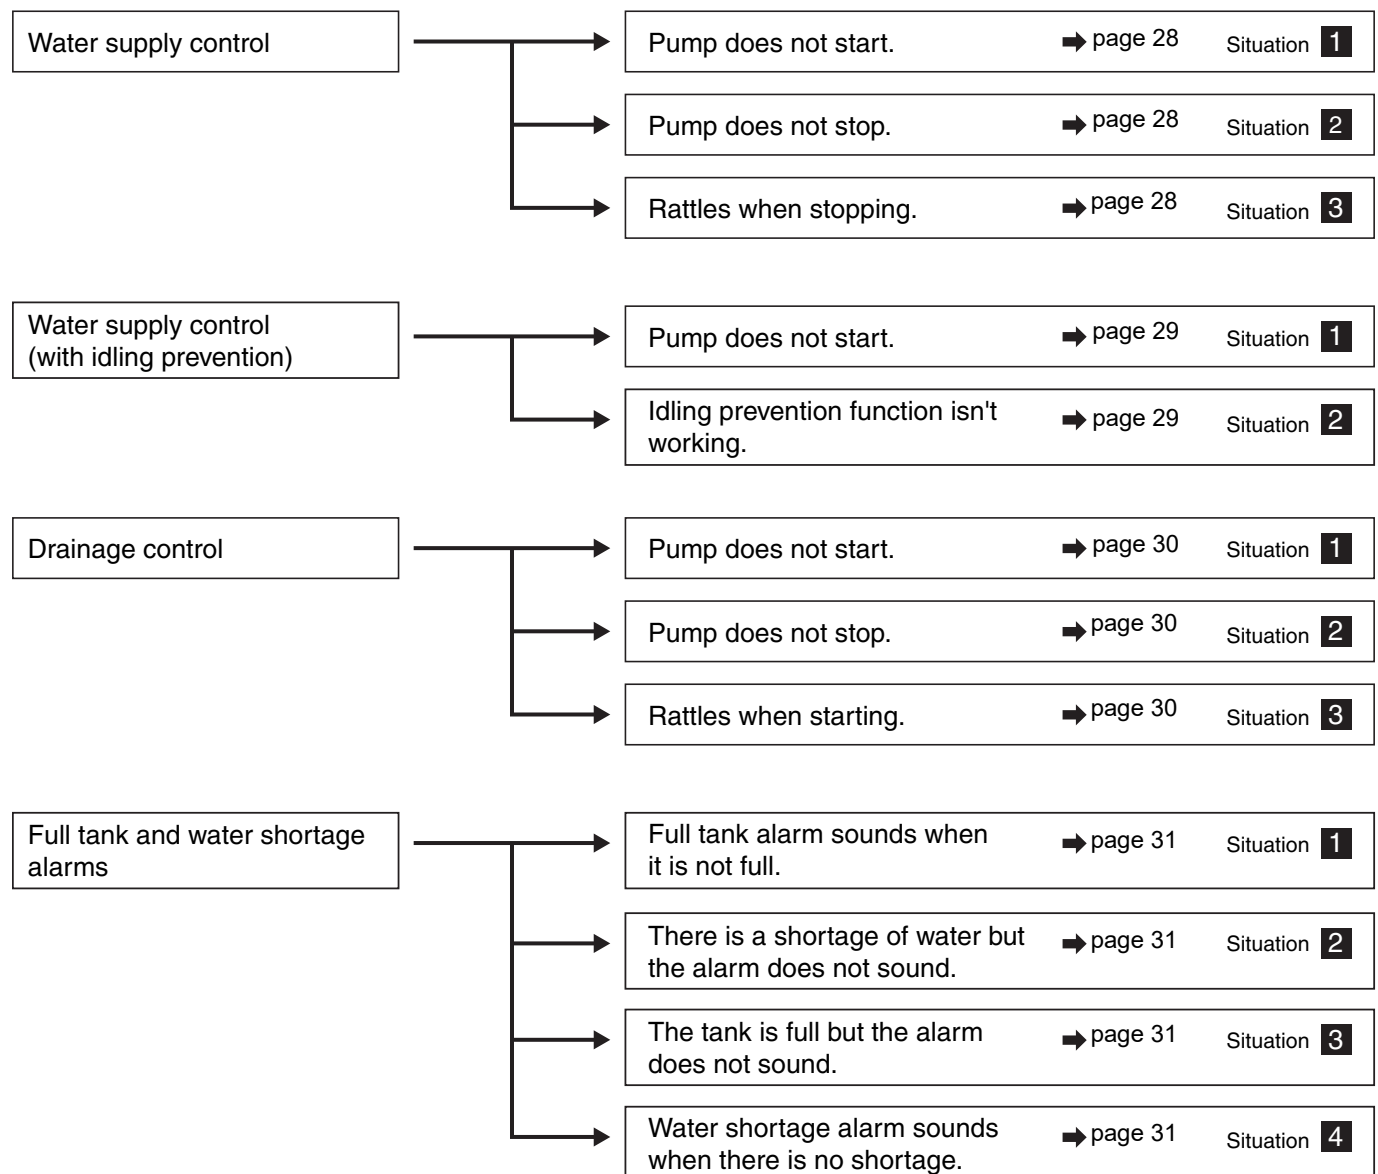 Water supply control
Pump does not start. ➡ page 28 Situation 1
Pump does not stop. ➡ page 28 Situation 2
Rattles when stopping. ➡ page 28 Situation 3
Water supply control
(with idling prevention)
Pump does not start. ➡ page 29 Situation 1
Idling prevention function isn't
working. ➡ page 29 Situation 2
Drainage control
Pump does not start. ➡ page 30 Situation 1
Pump does not stop. ➡ page 30 Situation 2
Rattles when starting. ➡ page 30 Situation 3
Full tank and water shortage
alarms
Full tank alarm sounds when
it is not full. ➡ page 31 Situation 1
There is a shortage of water but
the alarm does not sound. ➡ page 31 Situation 2
The tank is full but the alarm
does not sound. ➡ page 31 Situation 3
Water shortage alarm sounds
when there is no shortage. ➡ page 31 Situation 4